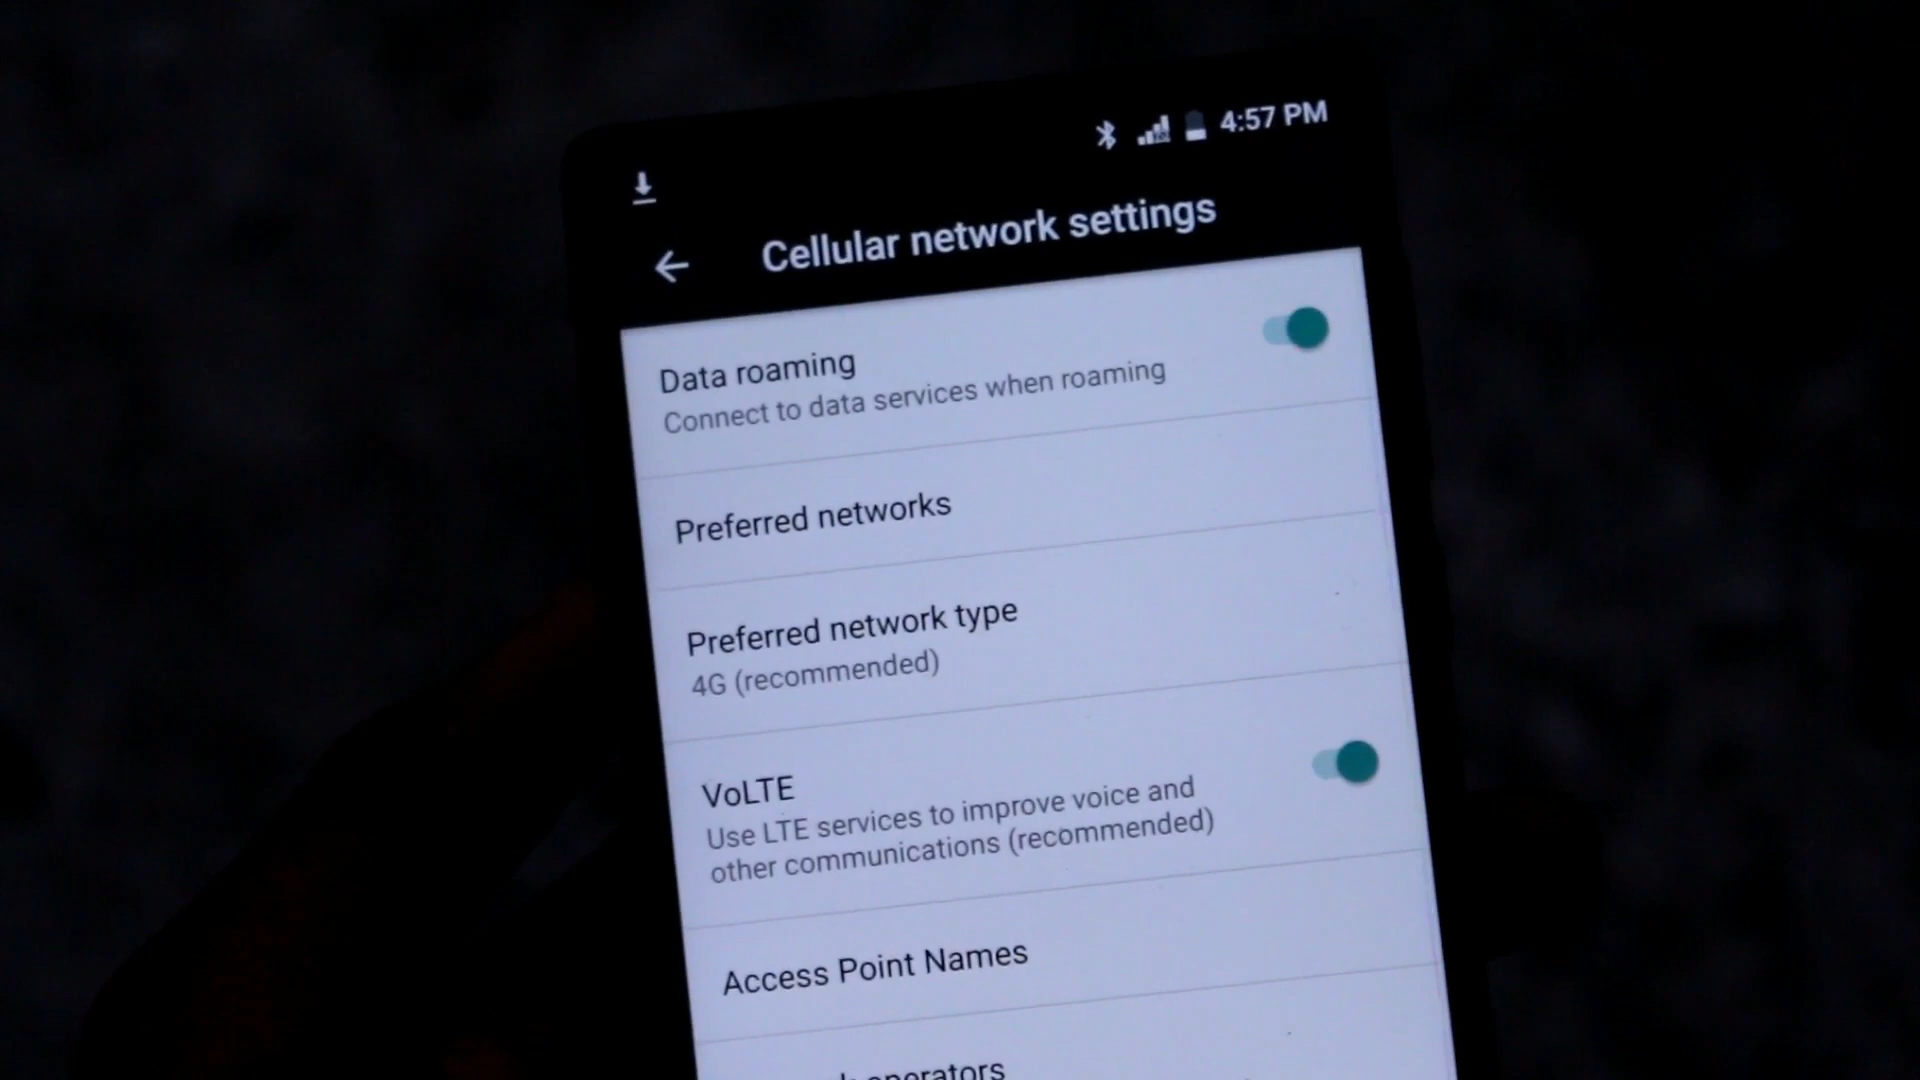 4:57 PM
Cellular network settings
Data roaming
Connect to data services when roaming
Preferred networks
Preferred network type
4G (recommended)
VoLTE
Use LTE services to improve voice and
other communications (recommended)
Access Point Names
operators